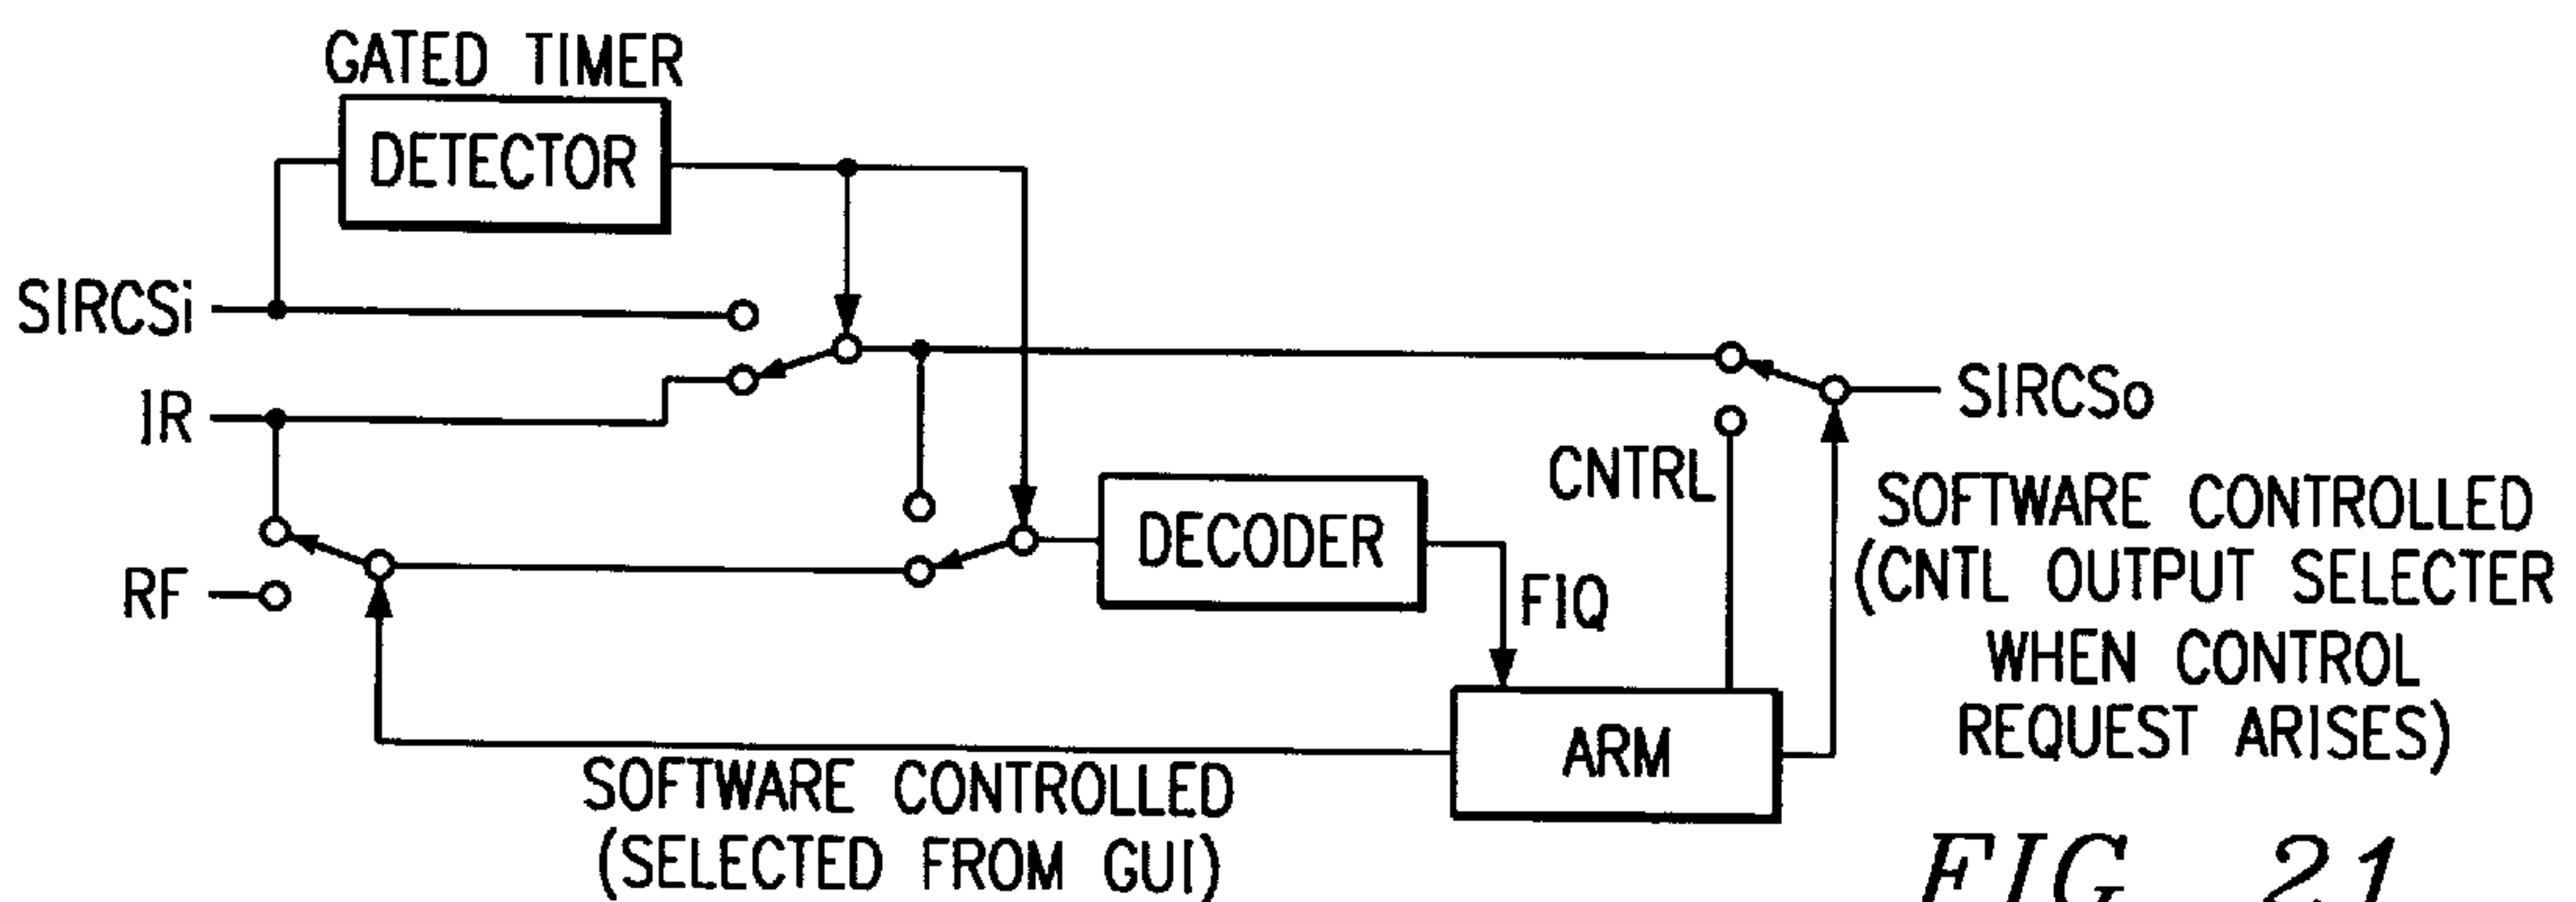 GATED TIMER
DETECTOR
SIRCSi
IR
RF
DECODER
FIQ
CNTRL
ARM
SIRCSo
SOFTWARE CONTROLLED
(CNTL OUTPUT SELECTER
WHEN CONTROL
REQUEST ARISES)
SOFTWARE CONTROLLED
(SELECTED FROM GUI)
FIG. 21